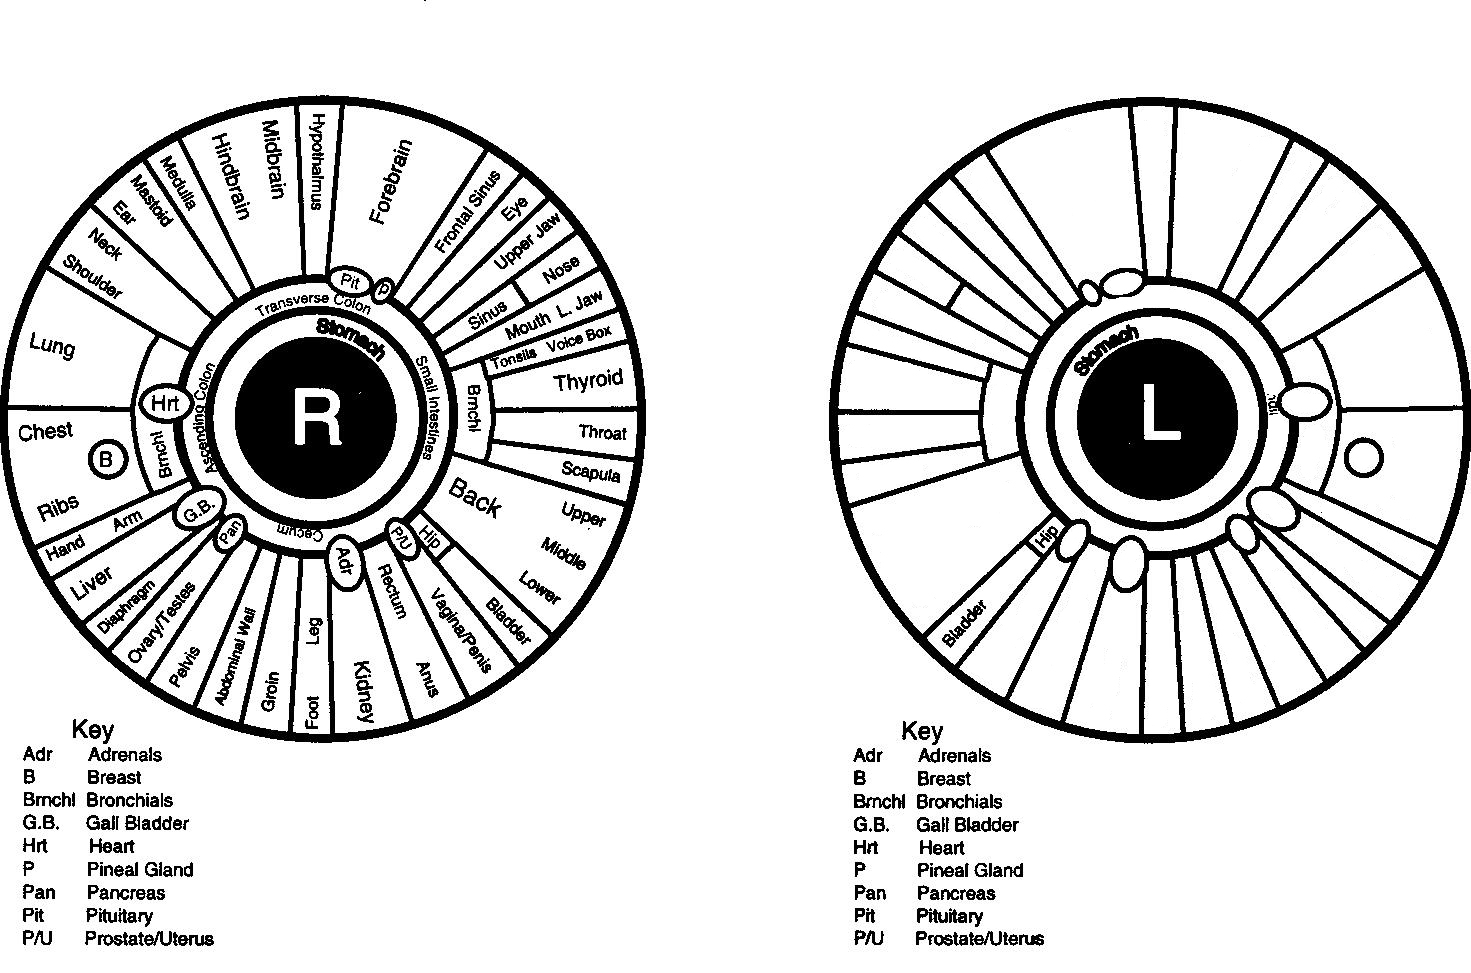 Hypothalmus
Forebrain
Midbrain
Hindbrain
Medulla
Mastoid
Ear
Neck
Shoulder
Lung
Chest
B
Ribs
Hand Arm
Liver
Diaphragm
Ovary/Testes
Pelvis
Abdominal Wall
Groin
Foot Leg
Kidney
Rectum
Anus
Vagina/Penis
Bladder
Hip
Back
Upper
Middle
Lower
Scapula
Throat
Thyroid
Tonsils Voice Box
Mouth L. Jaw
Sinus
Nose
Upper Jaw
Eye
Frontal Sinus
Pit
P
Hrt
Brnchl
Brnchl
G.B.
Pan
Adr
P/U
Transverse Colon
Ascending Colon
Cecum
Small Intestines
Stomach
R
Key
Adr Adrenals
B Breast
Brnchl Bronchials
G.B. Gall Bladder
Hrt Heart
P Pineal Gland
Pan Pancreas
Pit Pituitary
P/U Prostate/Uterus
Stomach
L
Hip
Bladder
Key
Adr Adrenals
B Breast
Brnchl Bronchials
G.B. Gall Bladder
Hrt Heart
P Pineal Gland
Pan Pancreas
Pit Pituitary
P/U Prostate/Uterus